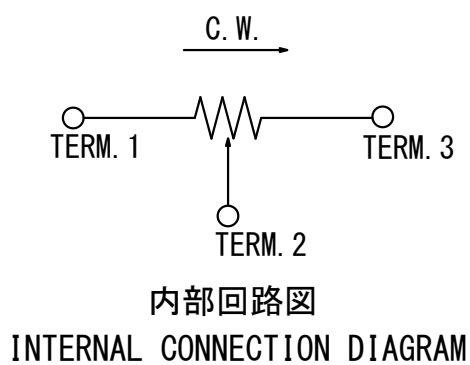 C.W.
TERM.1
TERM.3
TERM.2
内部回路図
INTERNAL CONNECTION DIAGRAM